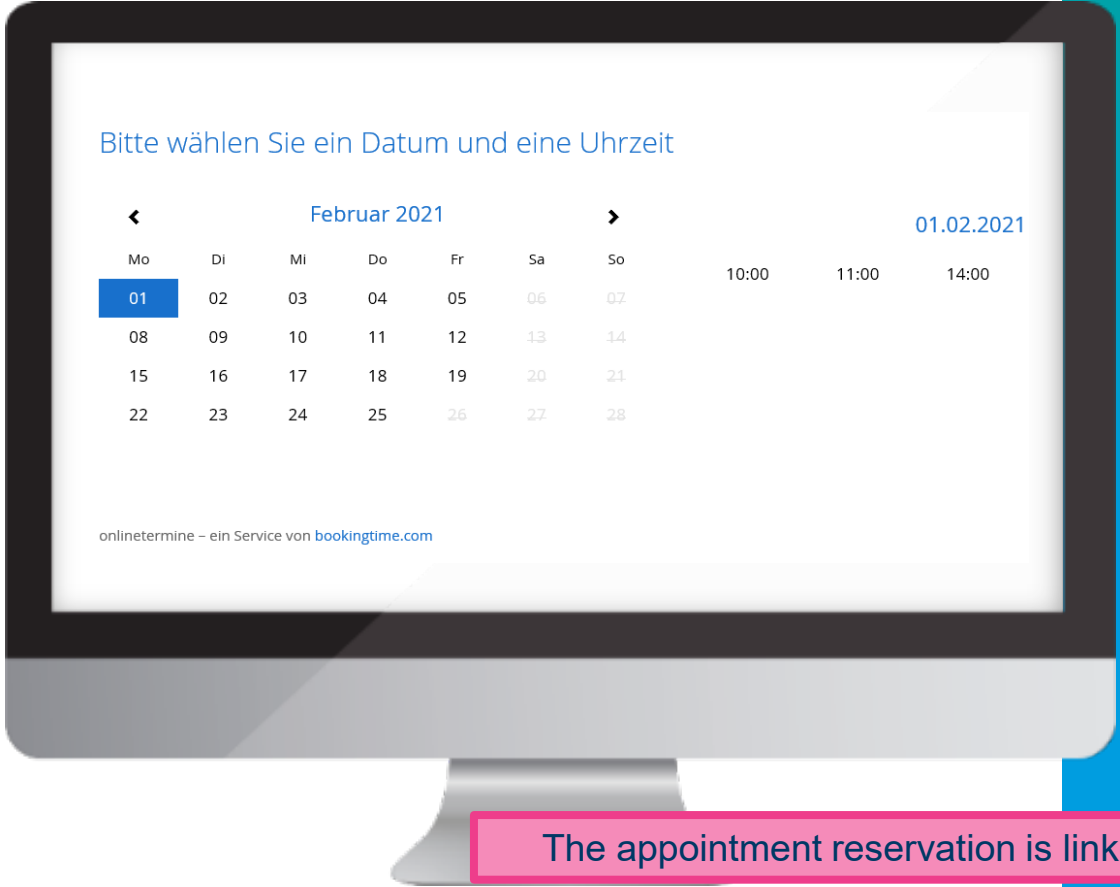 Bitte wählen Sie ein Datum und eine Uhrzeit
Februar 2021
Mo Di Mi Do Fr Sa So
01 02 03 04 05 06 07
08 09 10 11 12 13 14
15 16 17 18 19 20 21
22 23 24 25 26 27 28
01.02.2021
10:00 11:00 14:00
onlinetermine – ein Service von bookingtime.com
The appointment reservation is link